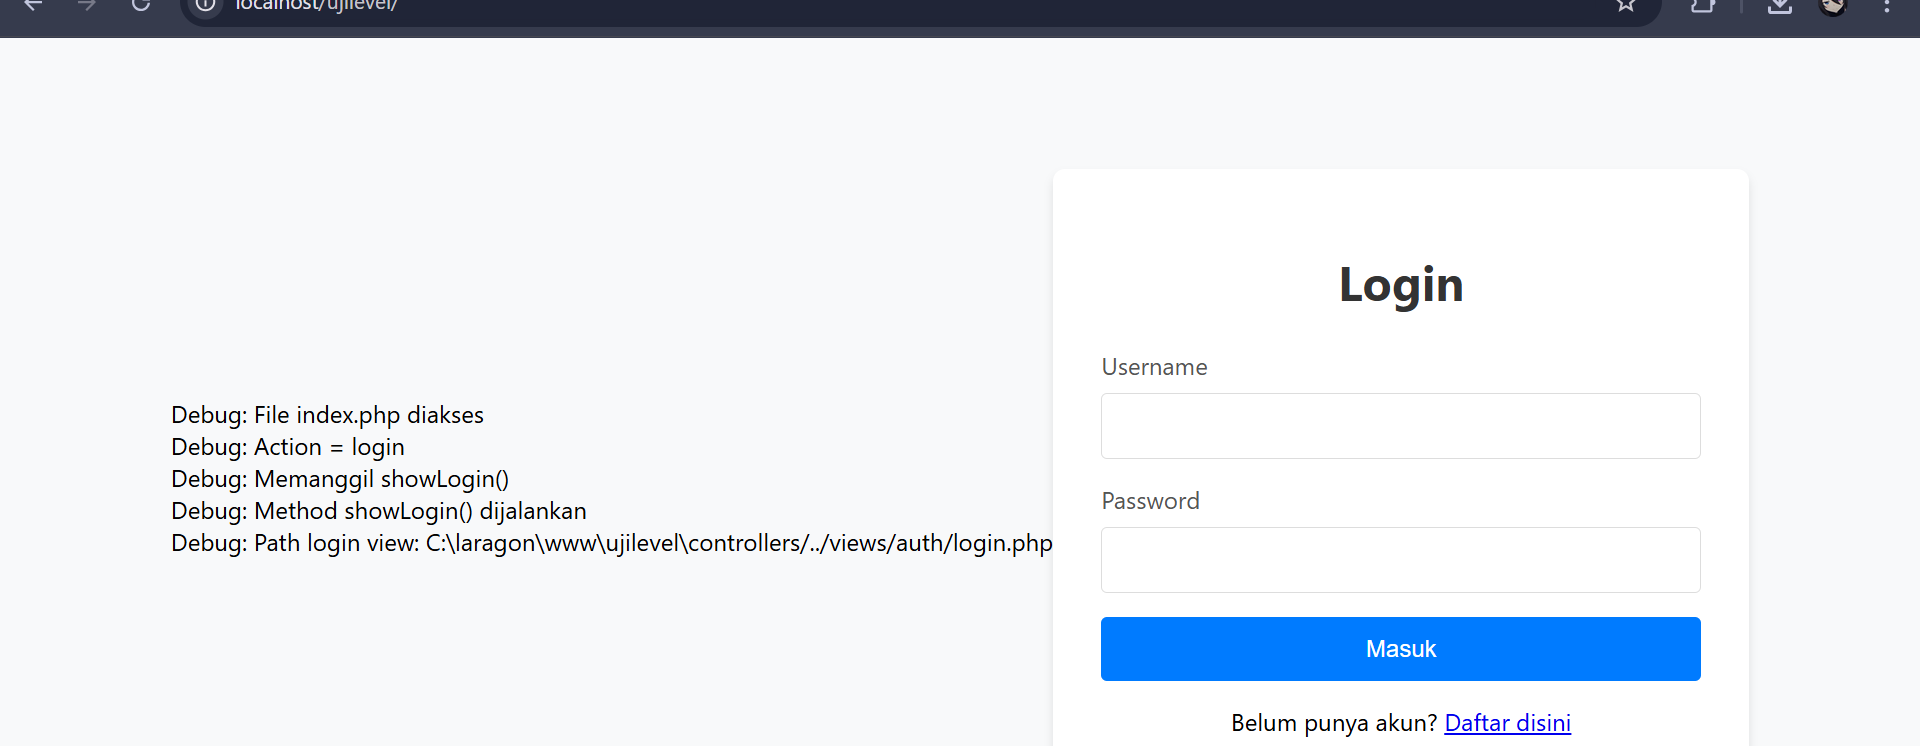 localhost/ujilevel/
Debug: File index.php diakses
Debug: Action = login
Debug: Memanggil showLogin()
Debug: Method showLogin() dijalankan
Debug: Path login view: C:\laragon\www\ujilevel\controllers/../views/auth/login.php
Login
Username
Password
Masuk
Belum punya akun? Daftar disini